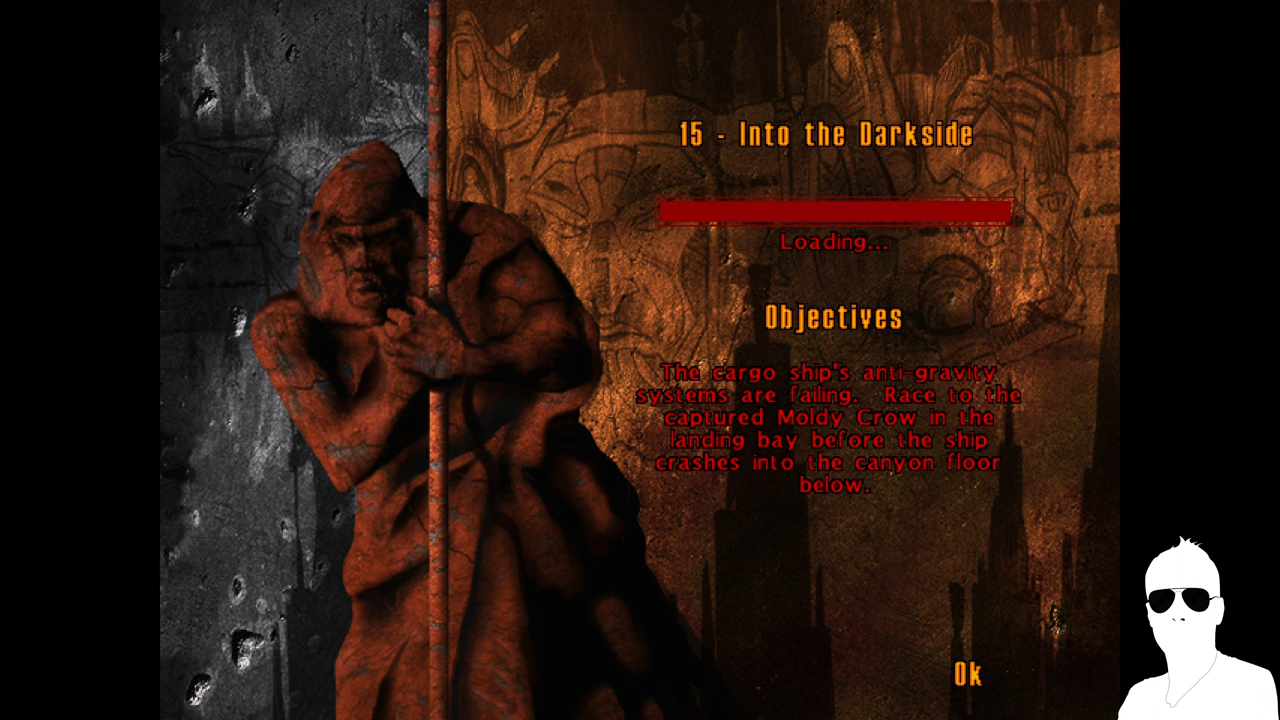 15 - Into the Darkside
Loading...
Objectives
The cargo ship's anti-gravity
systems are failing.  Race to the
captured Moldy Crow in the
landing bay before the ship
crashes into the canyon floor
below.
Ok